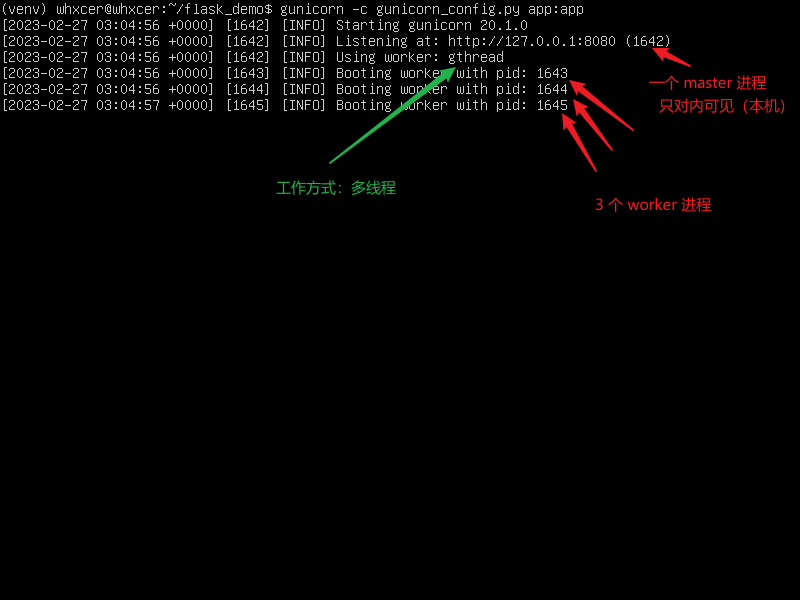 (venv) whxcer@whxcer:~/flask_demo$ gunicorn -c gunicorn_config.py app:app
[2023-02-27 03:04:56 +0000] [1642] [INFO] Starting gunicorn 20.1.0
[2023-02-27 03:04:56 +0000] [1642] [INFO] Listening at: http://127.0.0.1:8080 (1642)
[2023-02-27 03:04:56 +0000] [1642] [INFO] Using worker: gthread
[2023-02-27 03:04:56 +0000] [1643] [INFO] Booting worker with pid: 1643
[2023-02-27 03:04:56 +0000] [1644] [INFO] Booting worker with pid: 1644
[2023-02-27 03:04:57 +0000] [1645] [INFO] Booting worker with pid: 1645
一个 master 进程
只对内可见（本机）
工作方式：多线程
3 个 worker 进程